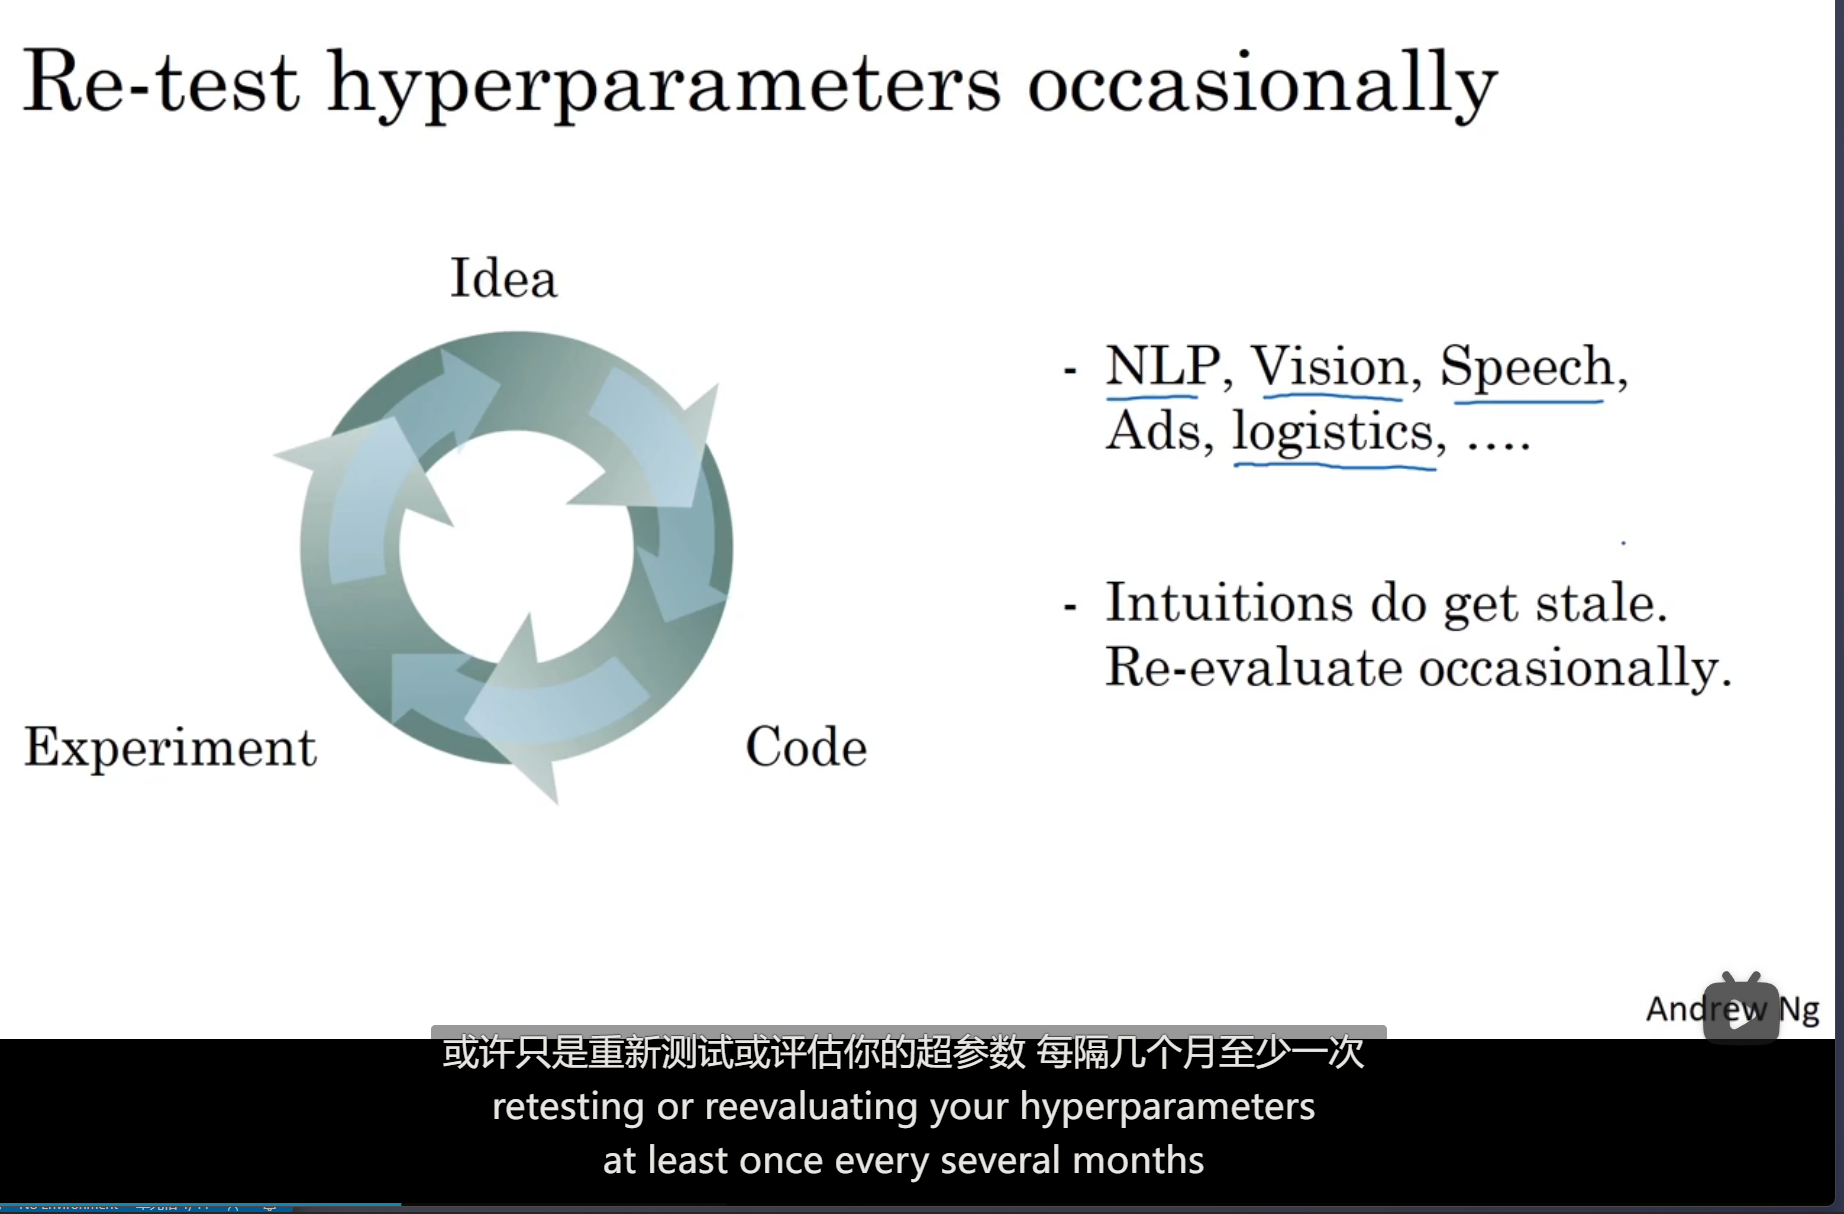 Re-test hyperparameters occasionally
Idea
- NLP, Vision, Speech,
Ads, logistics, ....
- Intuitions do get stale.
Re-evaluate occasionally.
Experiment
Code
Andrew Ng
或许只是重新测试或评估你的超参数 每隔几个月至少一次
retesting or reevaluating your hyperparameters
at least once every several months